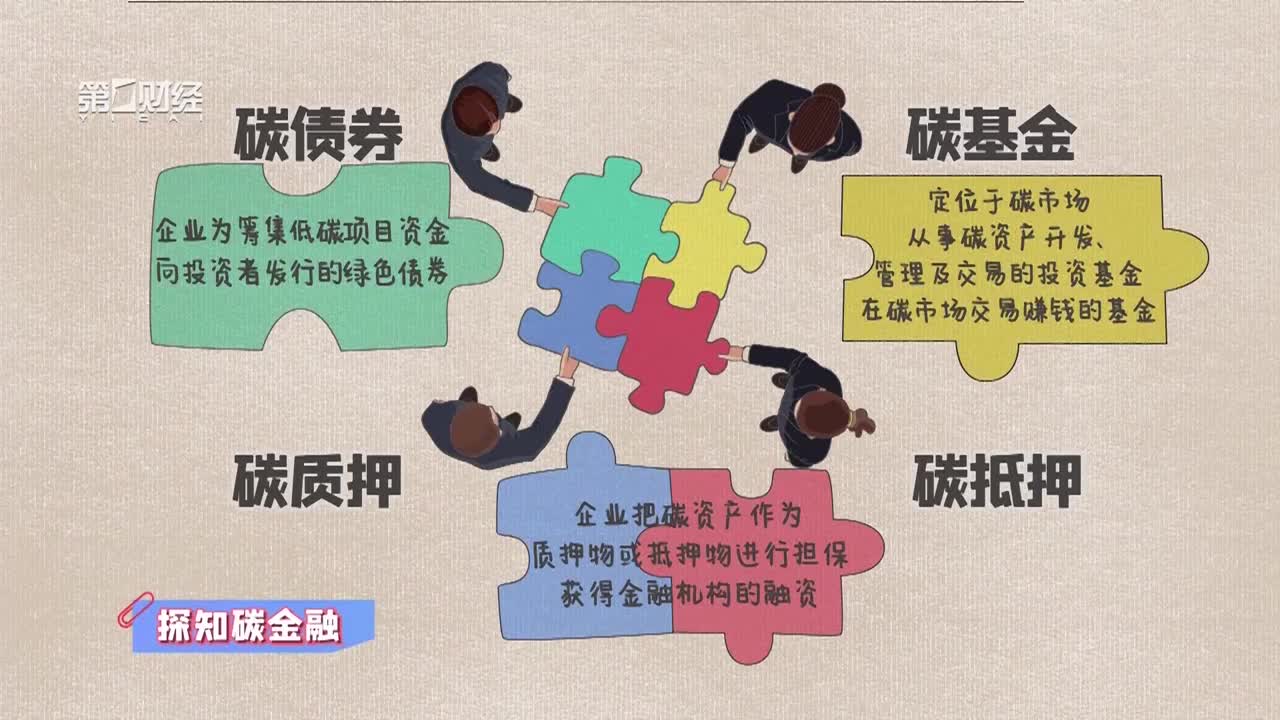 第一财经
YICAI
碳债券
企业为筹集低碳项目资金
向投资者发行的绿色债券
碳基金
定位于碳市场
从事碳资产开发、
管理及交易的投资基金
在碳市场交易赚钱的基金
碳质押
碳抵押
企业把碳资产作为
质押物或抵押物进行担保
获得金融机构的融资
探知碳金融